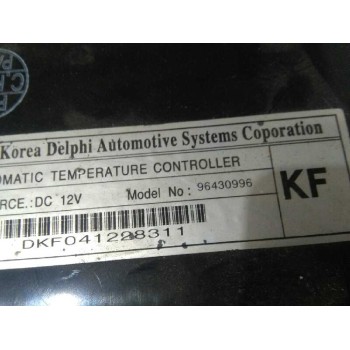 Korea Delphi Automotive Systems Coporation
OMATIC TEMPERATURE CONTROLLER
RCE.:DC 12V Model No : 96430996
KF
DKF041228311